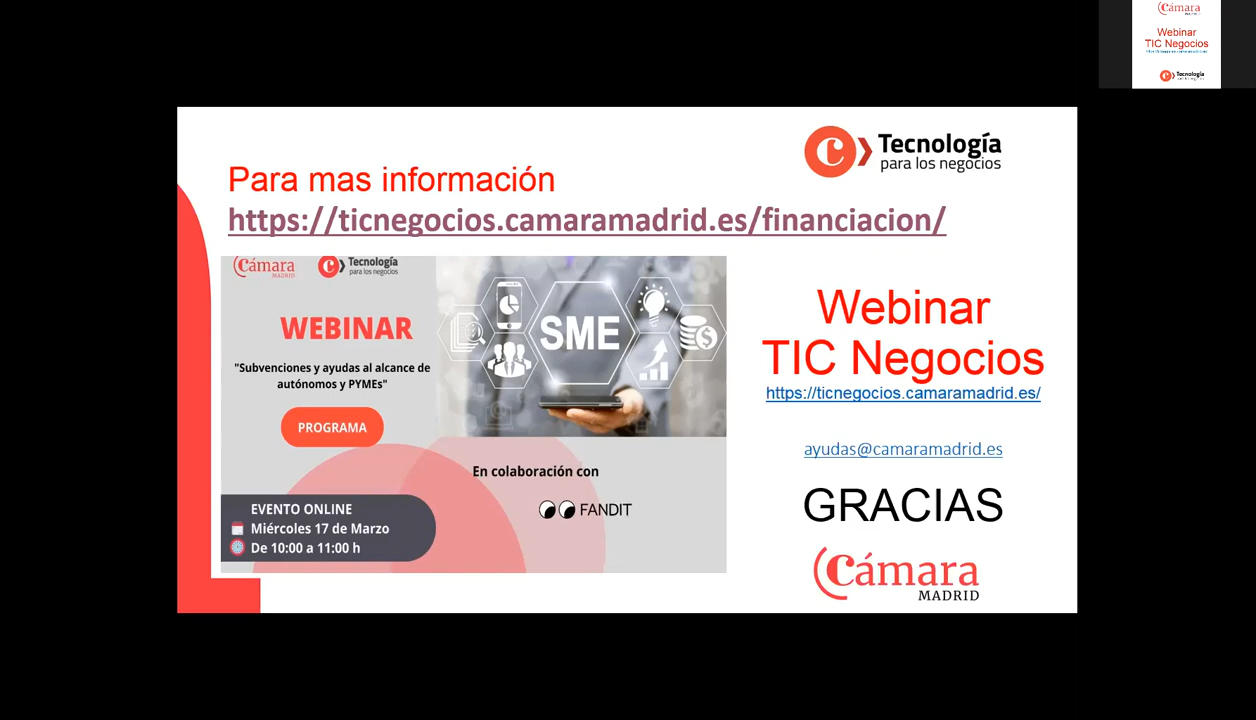 Cámara
Webinar
TIC Negocios
Tecnología
Tecnología
para los negocios
Para mas información
https://ticnegocios.camaramadrid.es/financiacion/
Cámara
MADRID
Tecnología
para los negocios
WEBINAR
"Subvenciones y ayudas al alcance de
autónomos y PYMEs"
PROGRAMA
SME
En colaboración con
FANDIT
EVENTO ONLINE
Miércoles 17 de Marzo
De 10:00 a 11:00 h
Webinar
TIC Negocios
https://ticnegocios.camaramadrid.es/
ayudas@camaramadrid.es
GRACIAS
Cámara
MADRID